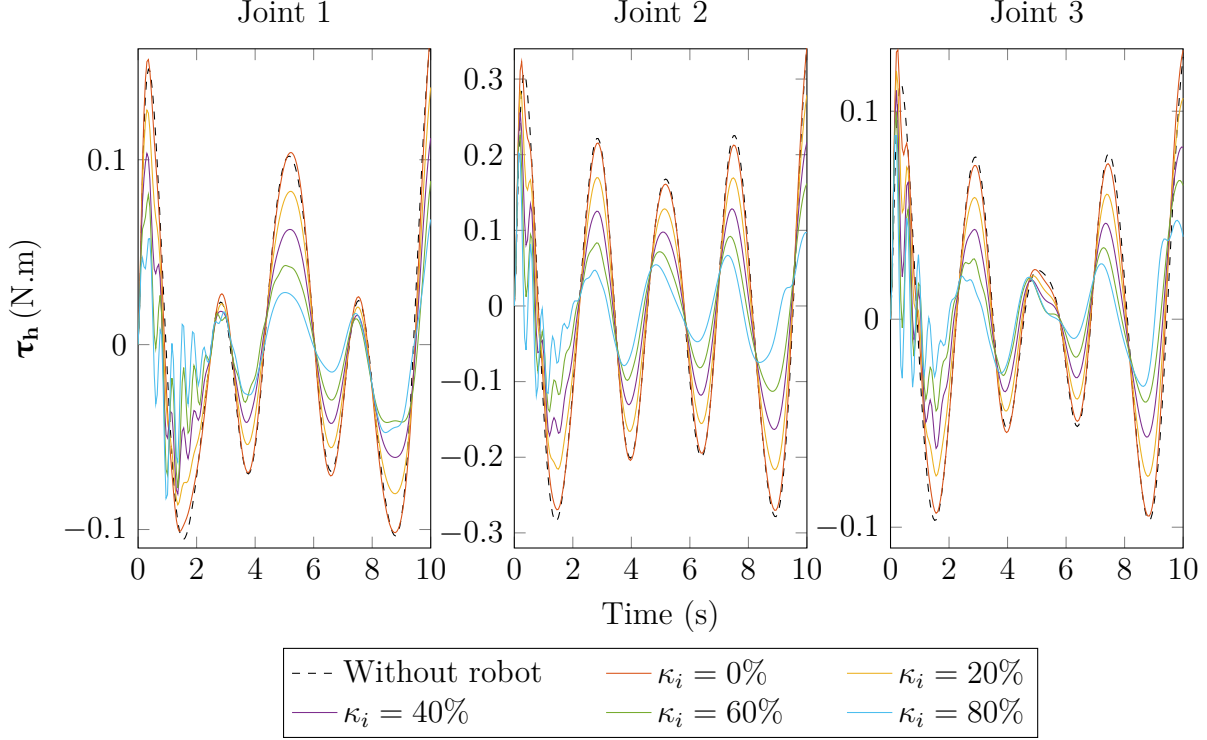 Joint 1 Joint 2 Joint 3
0.1
0
−0.1
0.3
0.2
0.1
0
−0.1
−0.2
−0.3
0.1
0
−0.1
τh (N.m)
0 2 4 6 8 10 0 2 4 6 8 10 0 2 4 6 8 10
Time (s)
Without robot κi = 0% κi = 20%
κi = 40% κi = 60% κi = 80%